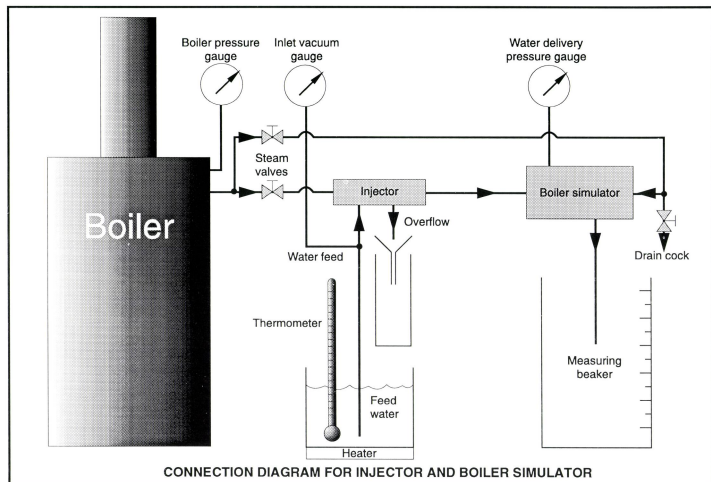 Boiler pressure
gauge
Inlet vacuum
gauge
Water delivery
pressure gauge
Steam
valves
Injector
Boiler simulator
Boiler
Overflow
Water feed
Drain cock
Thermometer
Measuring
beaker
Feed
water
Heater
CONNECTION DIAGRAM FOR INJECTOR AND BOILER SIMULATOR